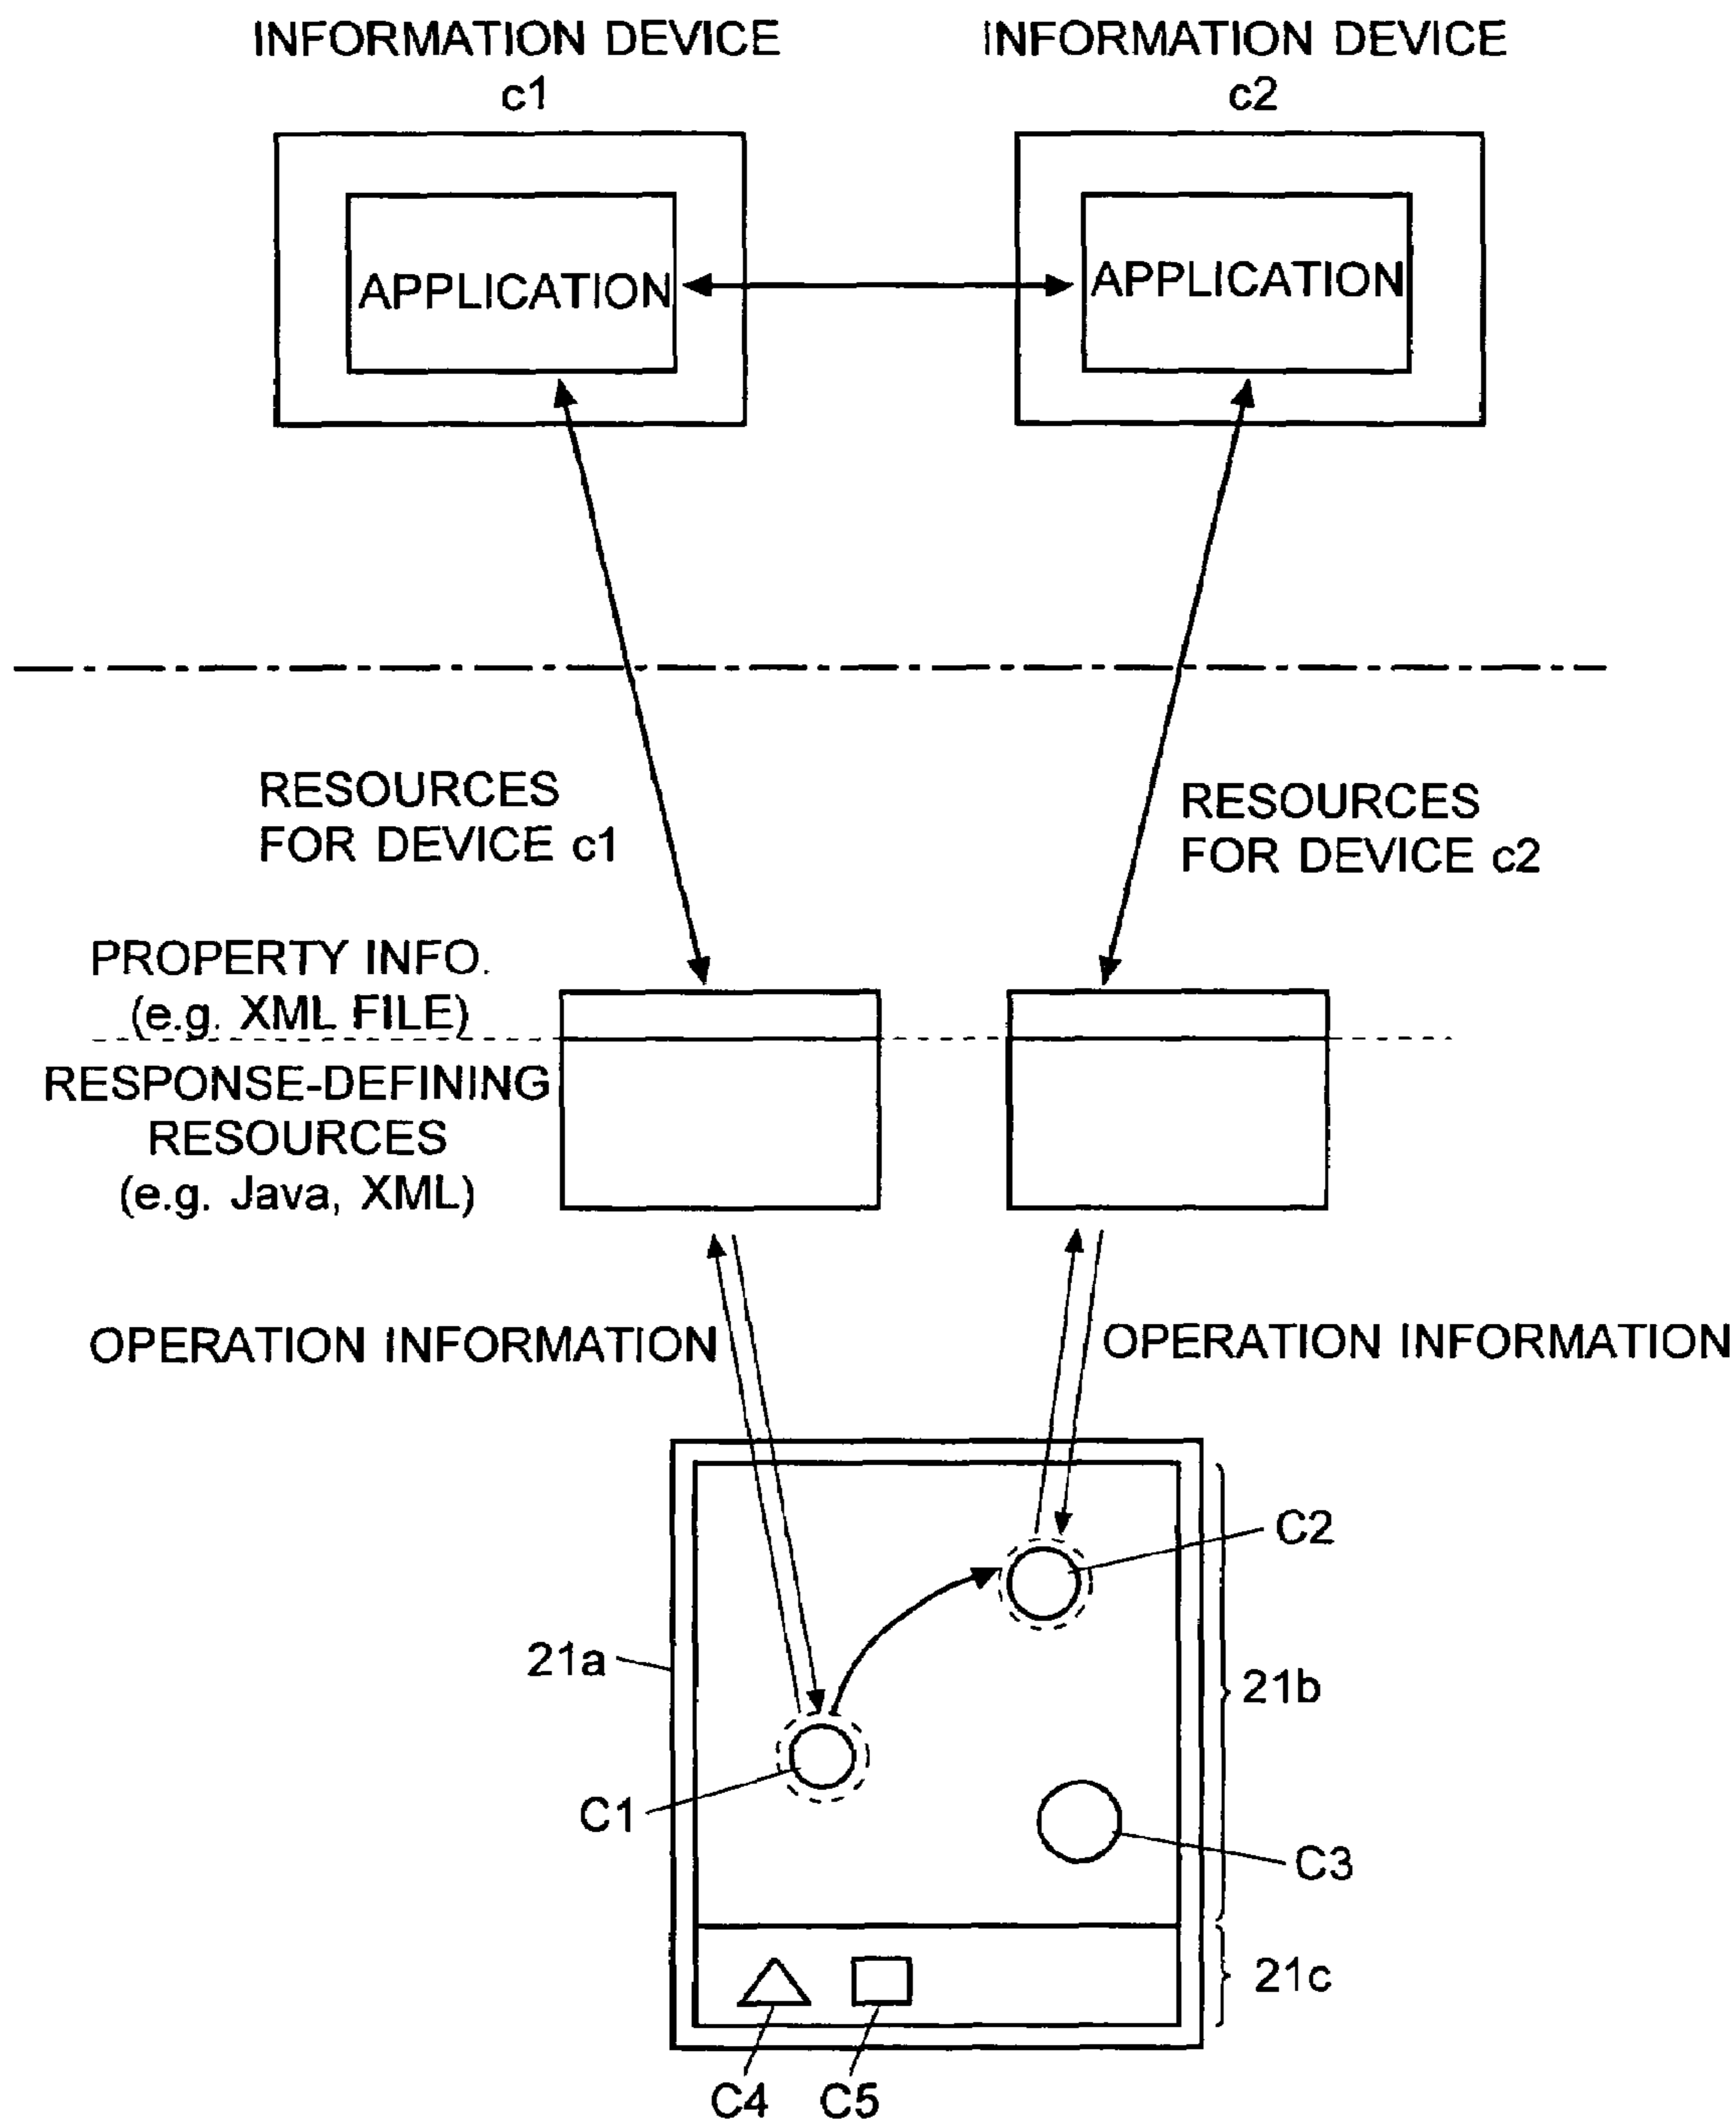 INFORMATION DEVICE
c1
INFORMATION DEVICE
c2
APPLICATION
APPLICATION
RESOURCES
FOR DEVICE c1
RESOURCES
FOR DEVICE c2
PROPERTY INFO.
(e.g. XML FILE)
RESPONSE-DEFINING
RESOURCES
(e.g. Java, XML)
OPERATION INFORMATION
OPERATION INFORMATION
C2
21a
21b
C1
C3
21c
C4
C5